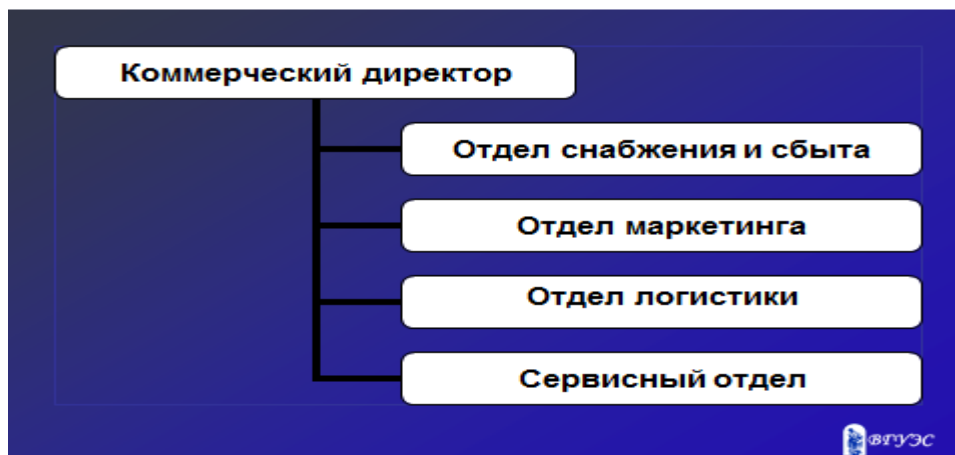 Коммерческий директор
Отдел снабжения и сбыта
Отдел маркетинга
Отдел логистики
Сервисный отдел
ВГУЭС